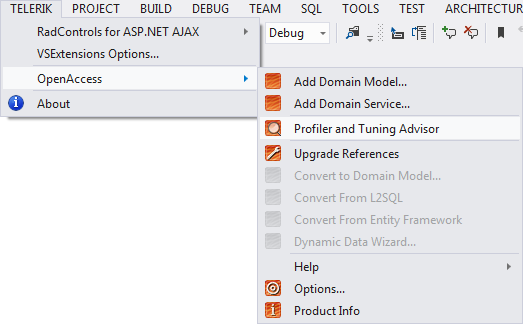 TELERIK PROJECT BUILD DEBUG TEAM SQL TOOLS TEST
RadControls for ASP.NET AJAX
VSExtensions Options...
OpenAccess
About
Debug
Add Domain Model...
Add Domain Service...
Profiler and Tuning Advisor
Upgrade References
Convert to Domain Model...
Convert From L2SQL
Convert From Entity Framework
Dynamic Data Wizard...
Help
Options...
Product Info